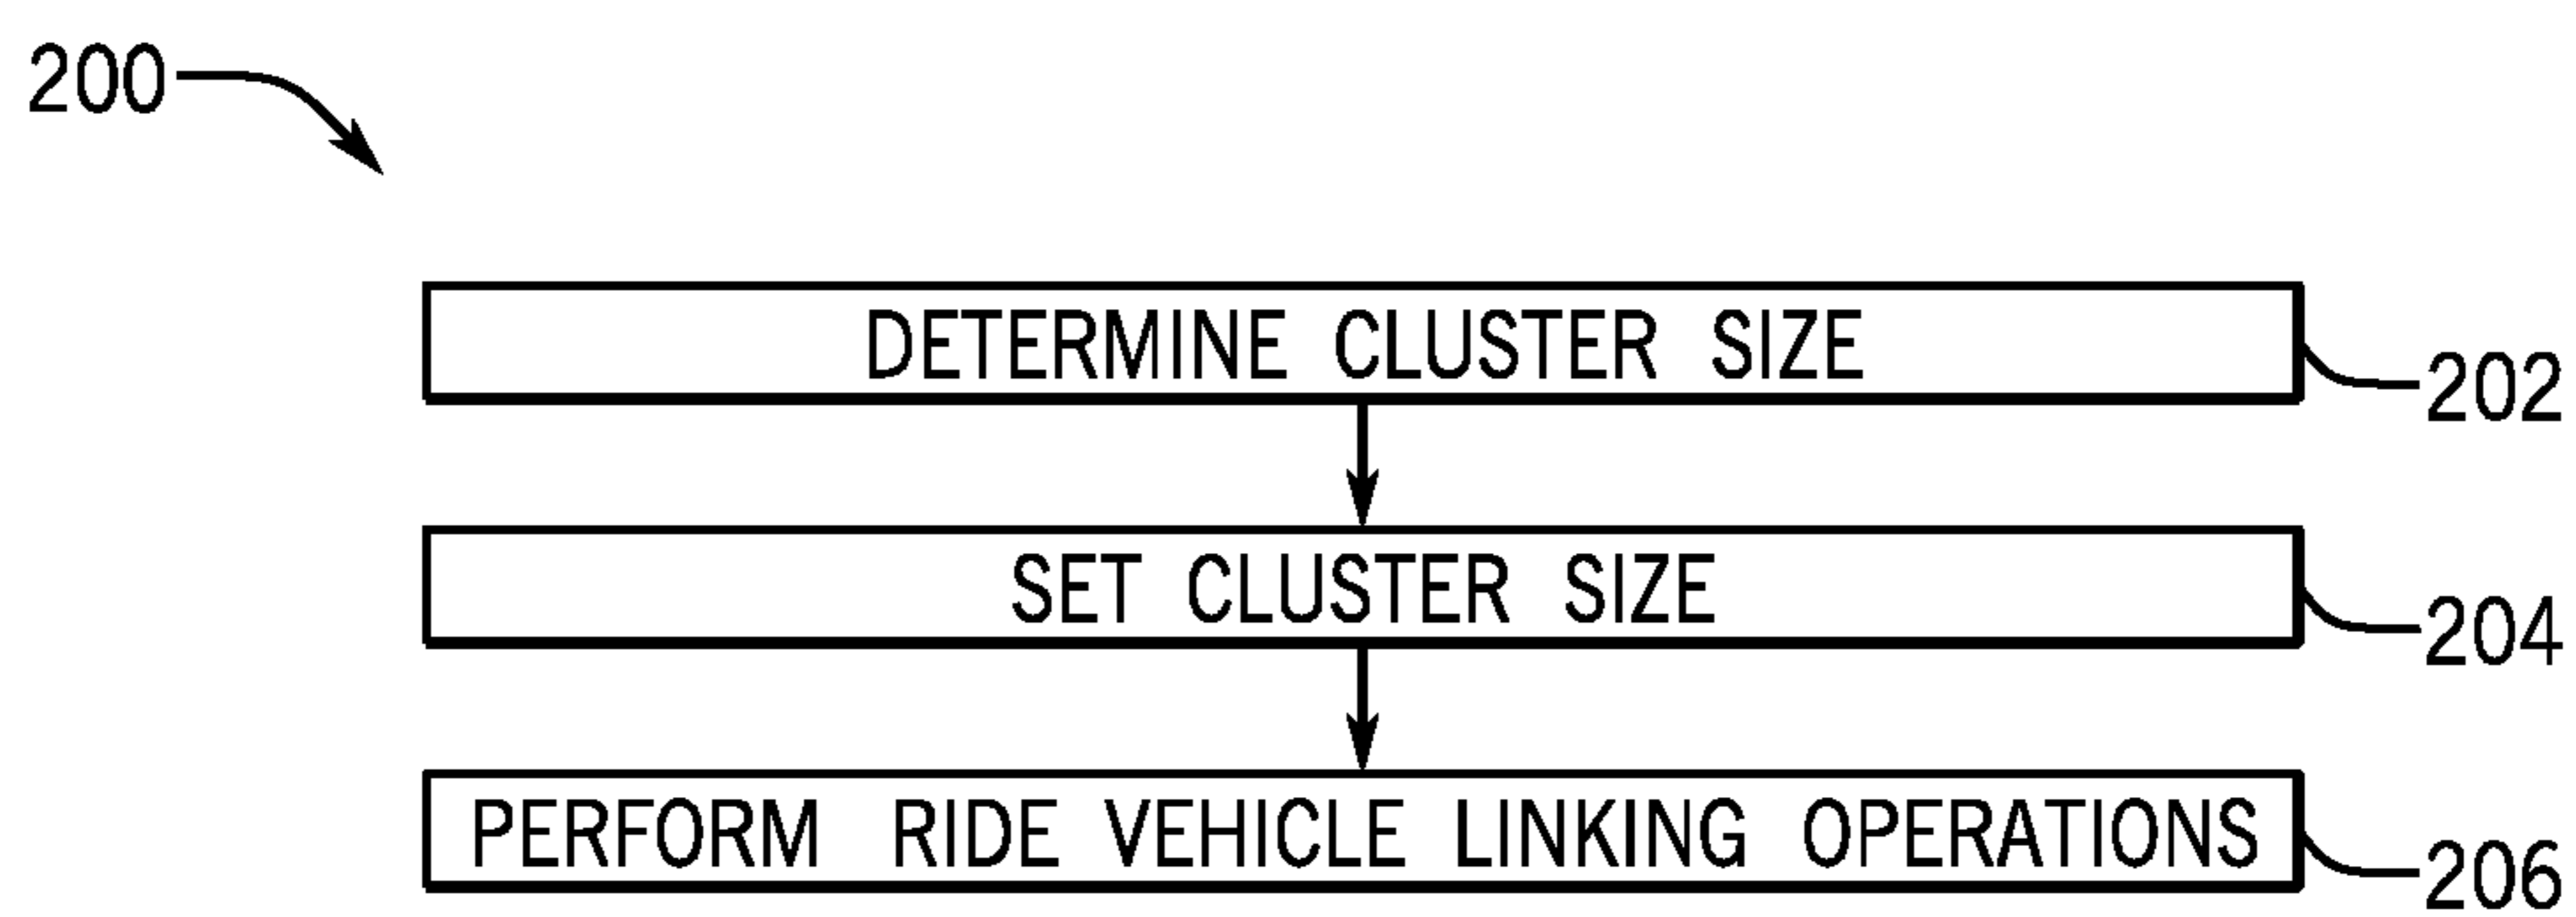 200
DETERMINE CLUSTER SIZE
202
SET CLUSTER SIZE
204
PERFORM RIDE VEHICLE LINKING OPERATIONS
206